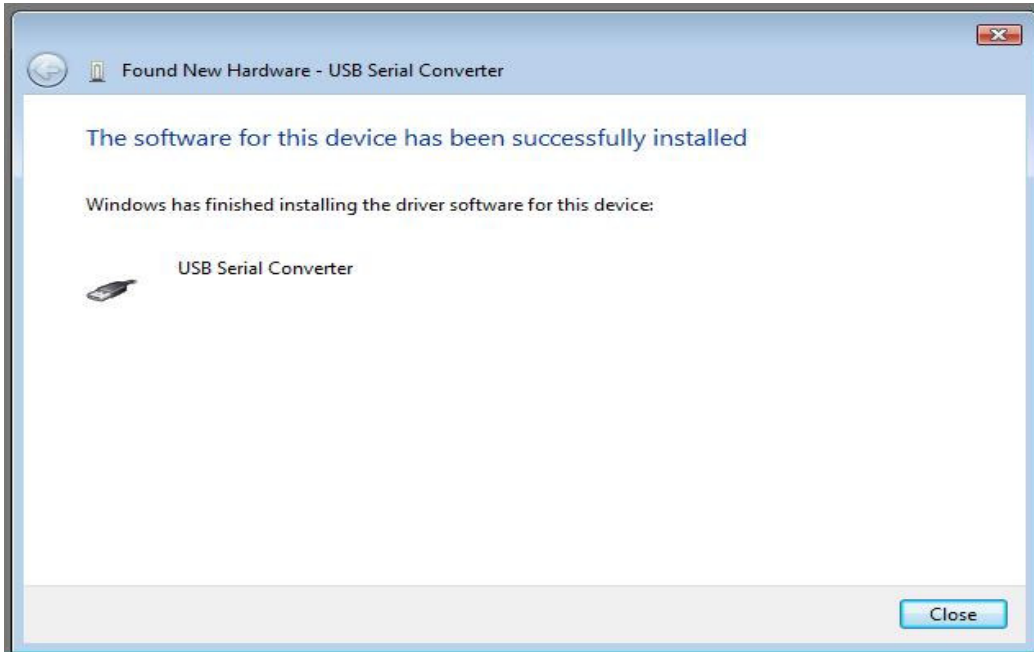 Found New Hardware - USB Serial Converter
The software for this device has been successfully installed
Windows has finished installing the driver software for this device:
USB Serial Converter
Close